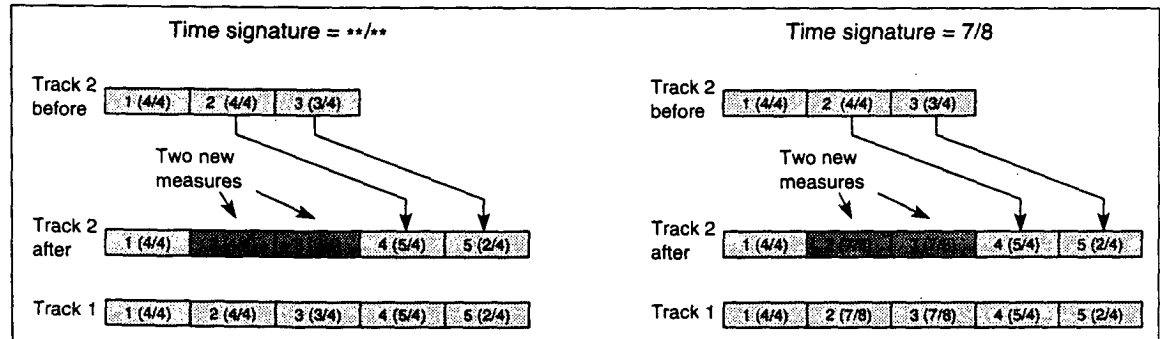 Time signature = **/**
Track 2 before
1 (4/4) 2 (4/4) 3 (3/4)
Two new measures
Track 2 after
1 (4/4) 4 (5/4) 5 (2/4)
Track 1
1 (4/4) 2 (4/4) 3 (3/4) 4 (5/4) 5 (2/4)
Time signature = 7/8
Track 2 before
1 (4/4) 2 (4/4) 3 (3/4)
Two new measures
Track 2 after
1 (4/4) 2 (7/8) 4 (5/4) 5 (2/4)
Track 1
1 (4/4) 2 (7/8) 3 (7/8) 4 (5/4) 5 (2/4)